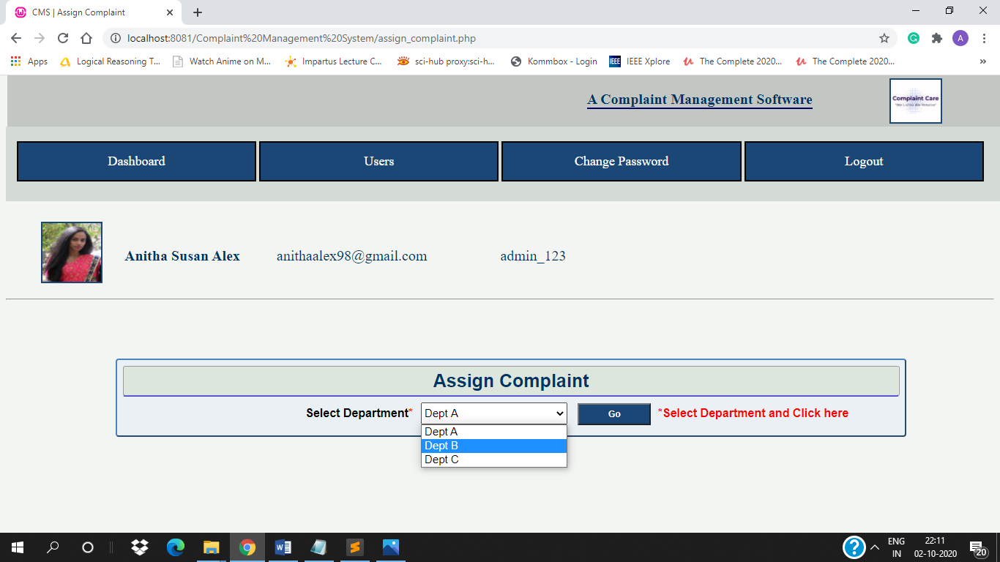 CMS | Assign Complaint
localhost:8081/Complaint%20Management%20System/assign_complaint.php
A
Apps Logical Reasoning T... Watch Anime on M... Impartus Lecture C... sci-hub proxy:sci-h... Kommbox - Login IEEE IEEE Xplore The Complete 2020... The Complete 2020...
A Complaint Management Software
Complaint Care
"We Listen We Resolve"
Dashboard Users Change Password Logout
Anitha Susan Alex anithaalex98@gmail.com admin_123
Assign Complaint
Select Department* Dept A Go *Select Department and Click here
Dept A
Dept B
Dept C
ENG 22:11
IN 02-10-2020 20